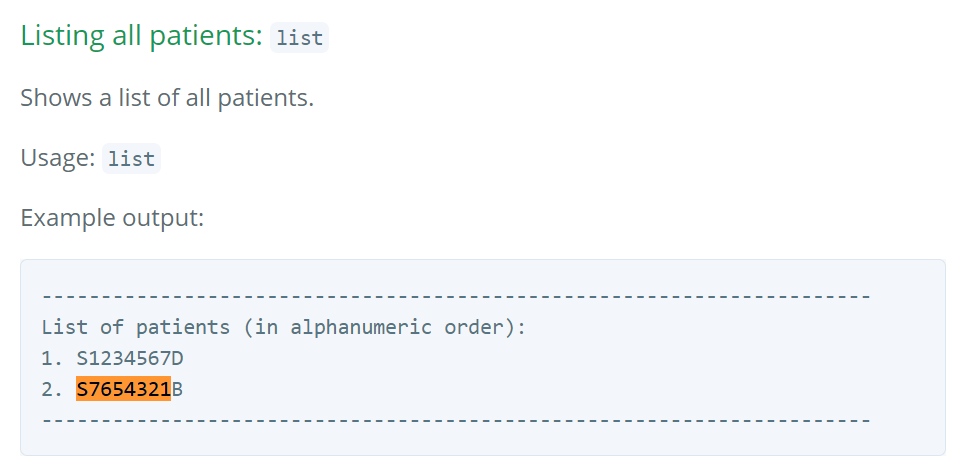 Listing all patients: list
Shows a list of all patients.
Usage: list
Example output:
-----------------------------------------------------------------------
List of patients (in alphanumeric order):
1. S1234567D
2. S7654321B
-----------------------------------------------------------------------